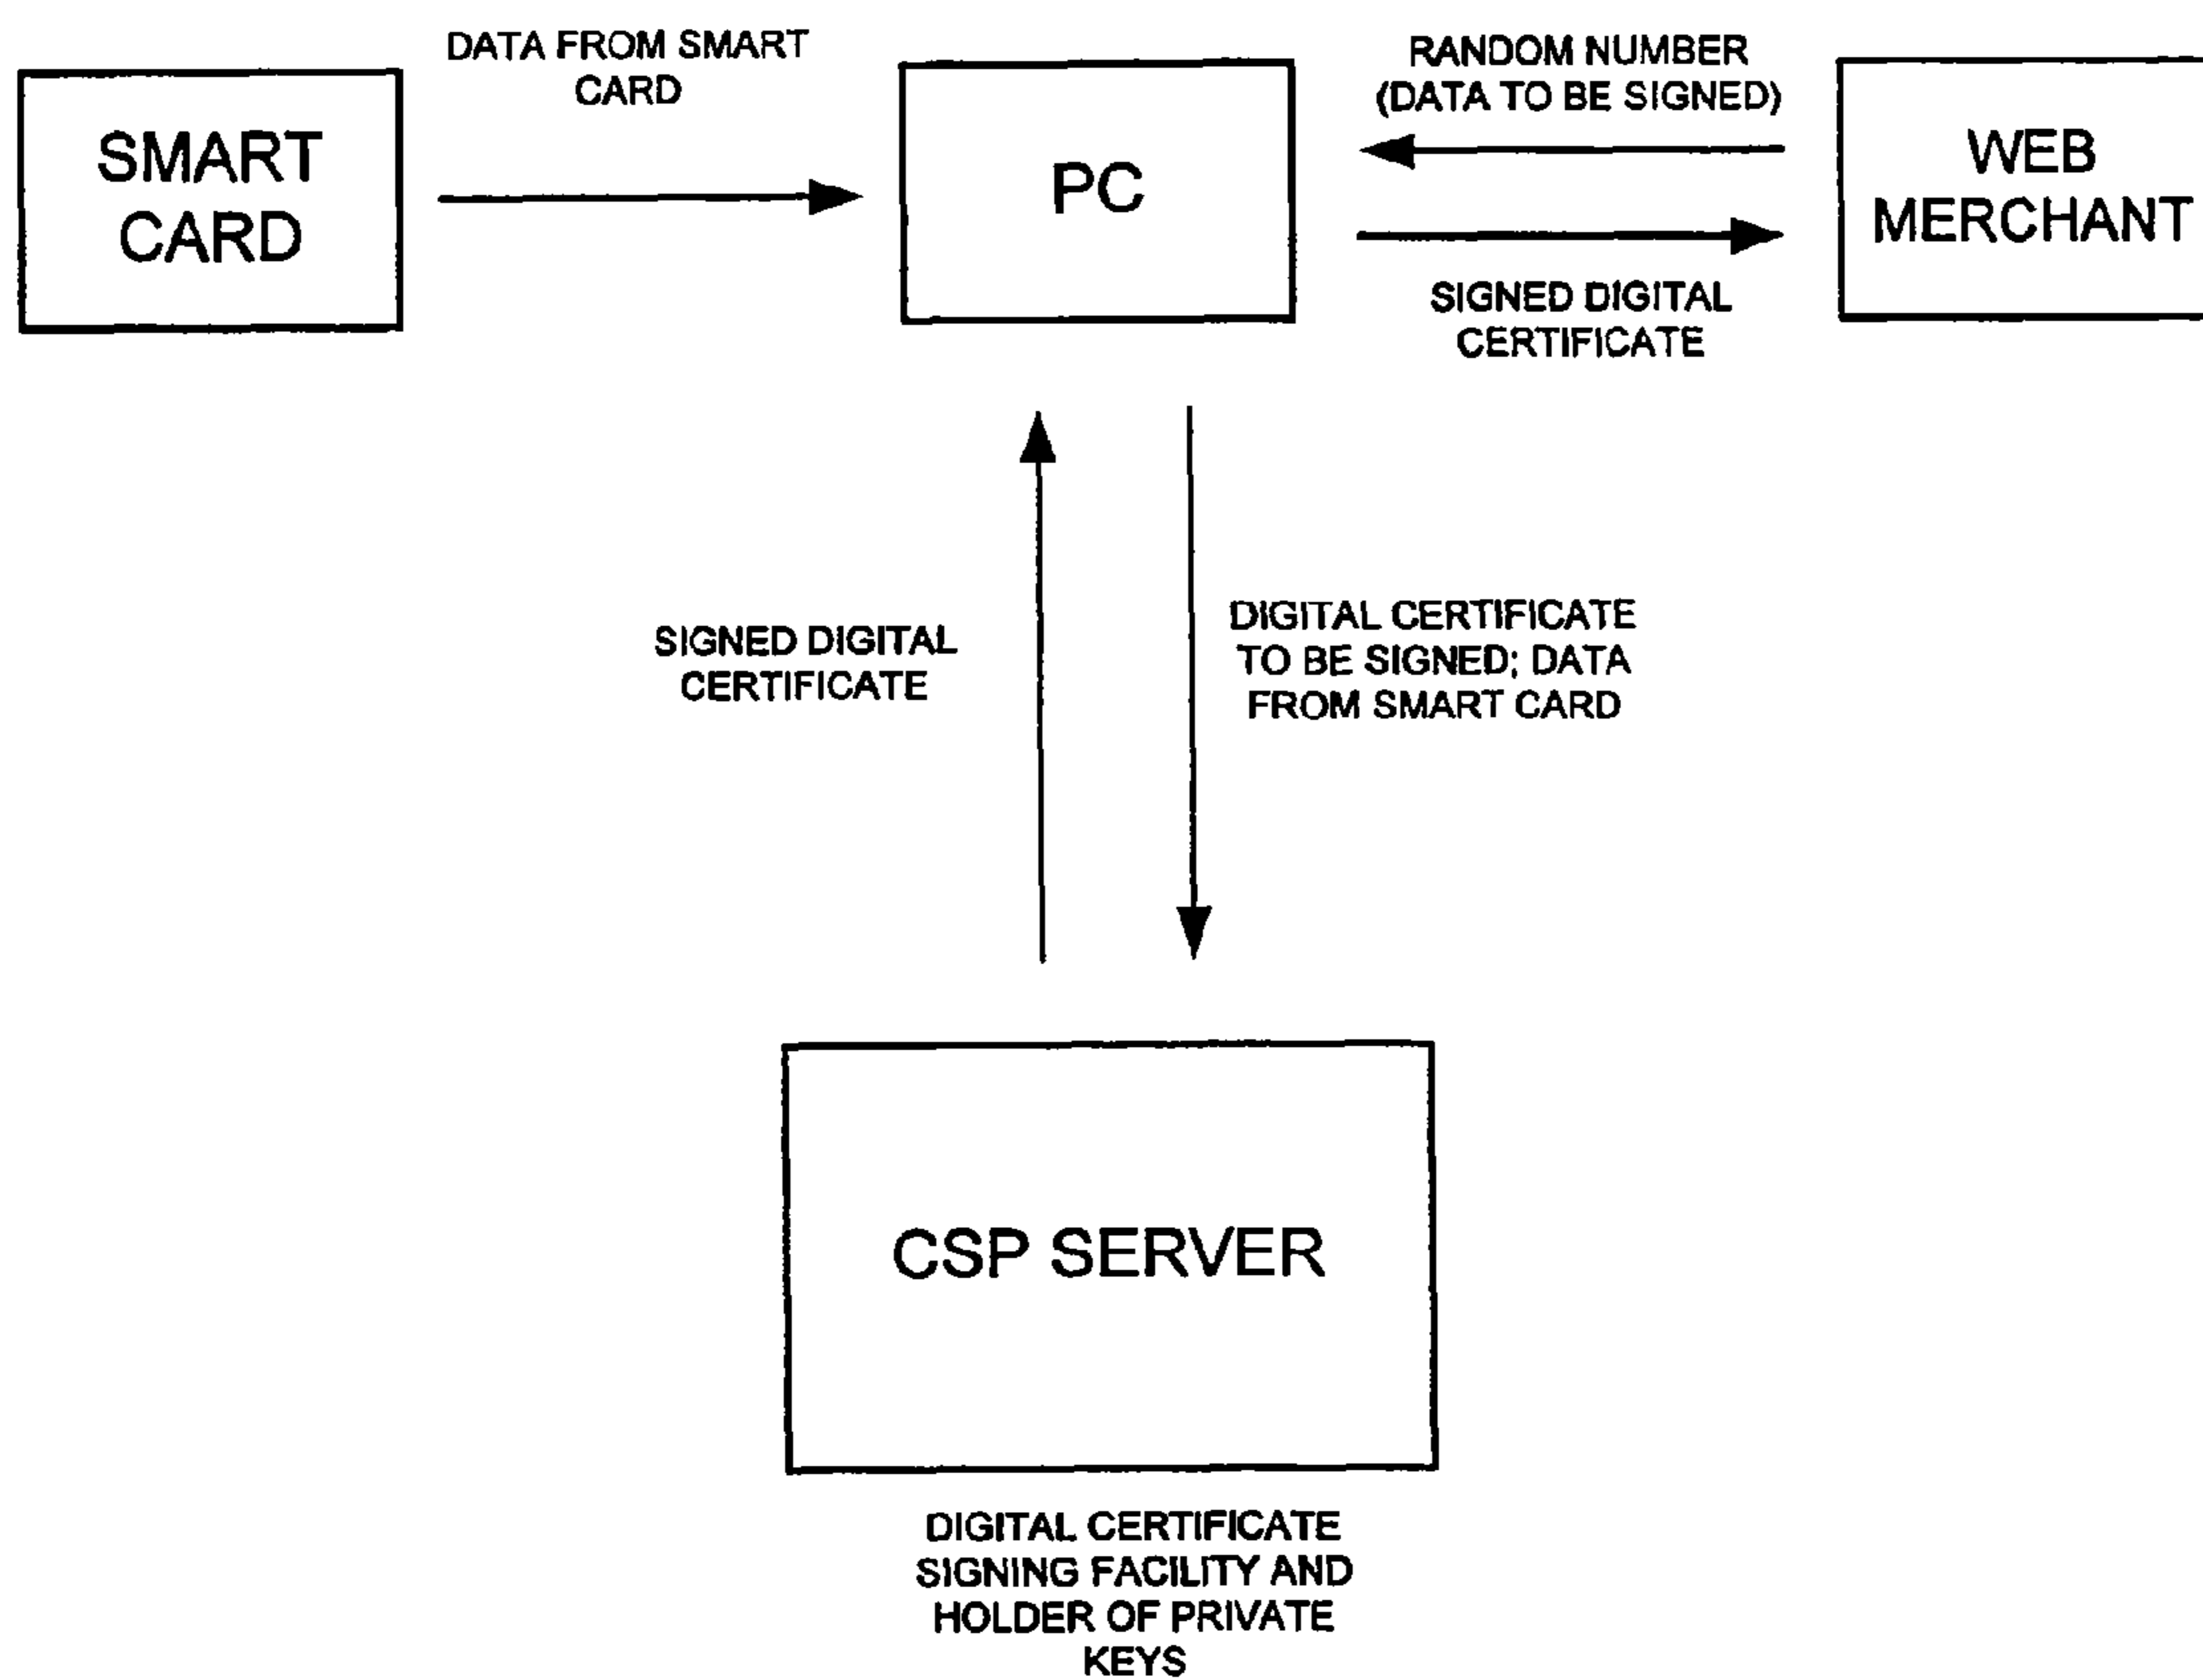 DATA FROM SMART
CARD
RANDOM NUMBER
(DATA TO BE SIGNED)
SMART
CARD
PC
WEB
MERCHANT
SIGNED DIGITAL
CERTIFICATE
SIGNED DIGITAL
CERTIFICATE
DIGITAL CERTIFICATE
TO BE SIGNED; DATA
FROM SMART CARD
CSP SERVER
DIGITAL CERTIFICATE
SIGNING FACILITY AND
HOLDER OF PRIVATE
KEYS